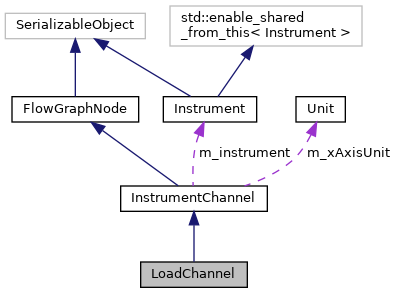 SerializableObject
std::enable_shared
_from_this< Instrument >
FlowGraphNode
Instrument
Unit
m_instrument
m_xAxisUnit
InstrumentChannel
LoadChannel